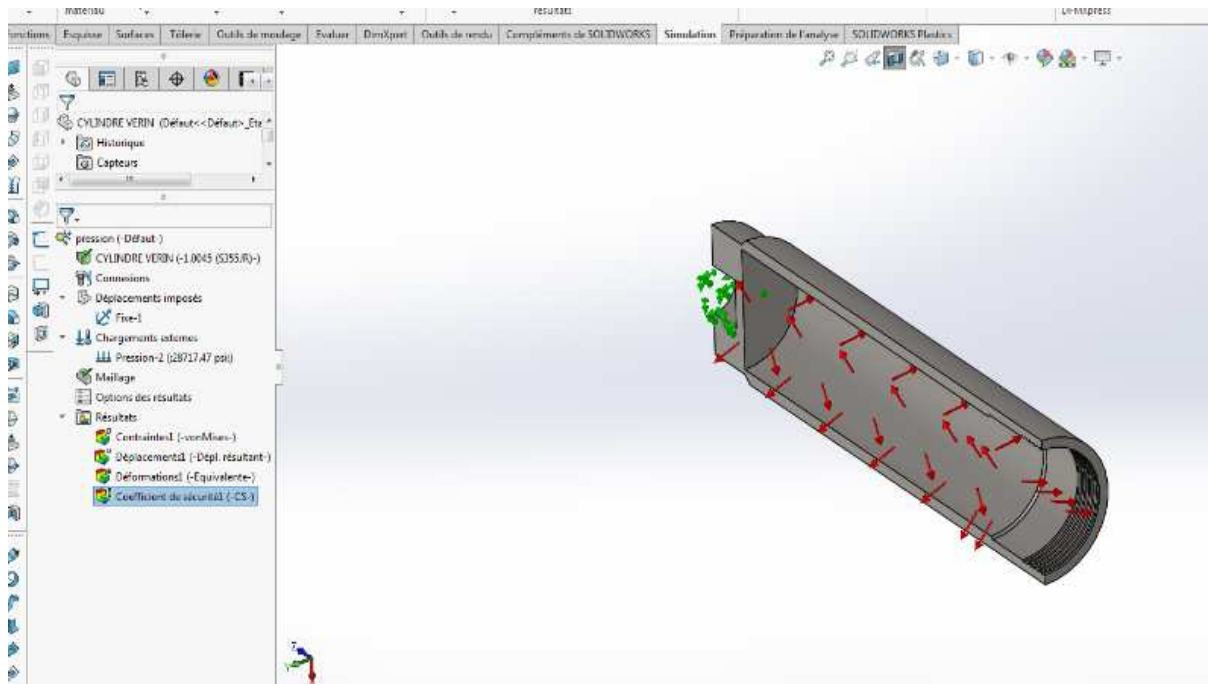 matériau résultats DFMXpress
Esquisse Surfaces Tôlerie Outils de moulage Evaluer DimXpert Outils de rendu Compléments de SOLIDWORKS Simulation Préparation de l'analyse SOLIDWORKS Plastics
CYLINDRE VERIN (Défaut<<Défaut>_Eta
Historique
Capteurs
pression (-Défaut-)
CYLINDRE VERIN (-1.0045 (S355JR)-)
Connexions
Déplacements imposés
Fixe-1
Chargements externes
Pression-2 (:28717,47 psi:)
Maillage
Options des résultats
Résultats
Contraintes1 (-vonMises-)
Déplacements1 (-Dépl. résultant-)
Déformations1 (-Equivalente-)
Coefficient de sécurité1 (-CS-)
Z
Y